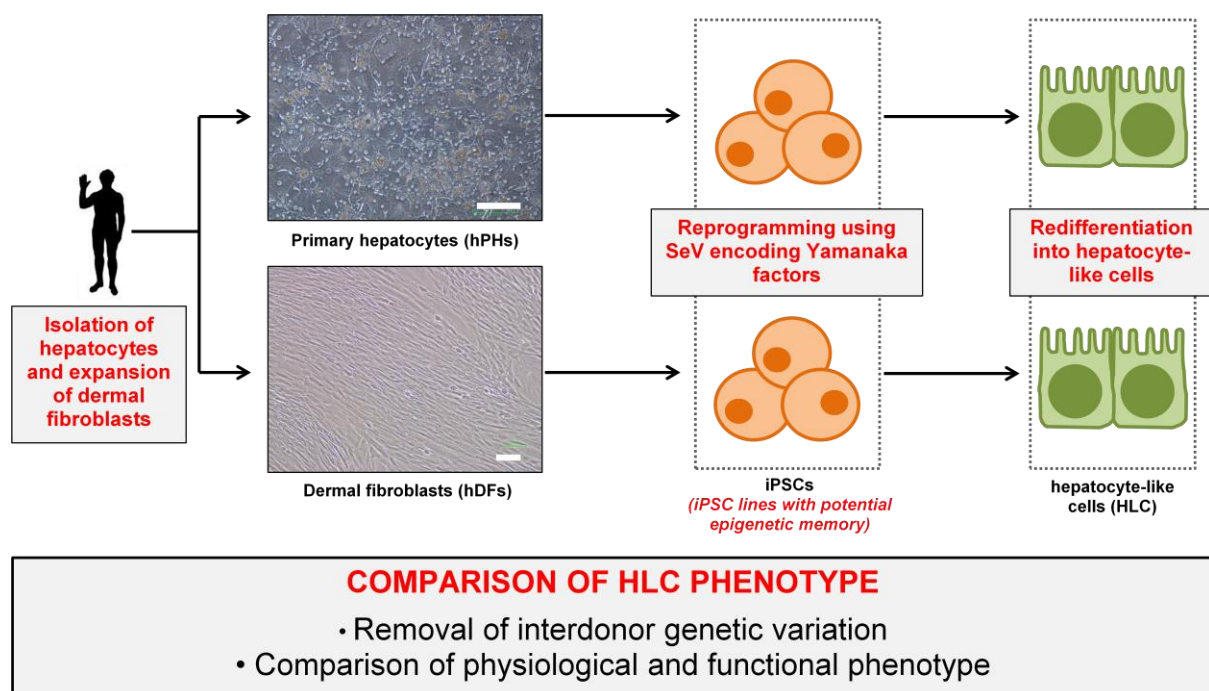 Primary hepatocytes (hPHs)
Isolation of
hepatocytes
and expansion
of dermal
fibroblasts
Dermal fibroblasts (hDFs)
Reprogramming using
SeV encoding Yamanaka
factors
iPSCs
(iPSC lines with potential
epigenetic memory)
Redifferentiation
into hepatocyte-
like cells
hepatocyte-like
cells (HLC)
COMPARISON OF HLC PHENOTYPE
• Removal of interdonor genetic variation
• Comparison of physiological and functional phenotype